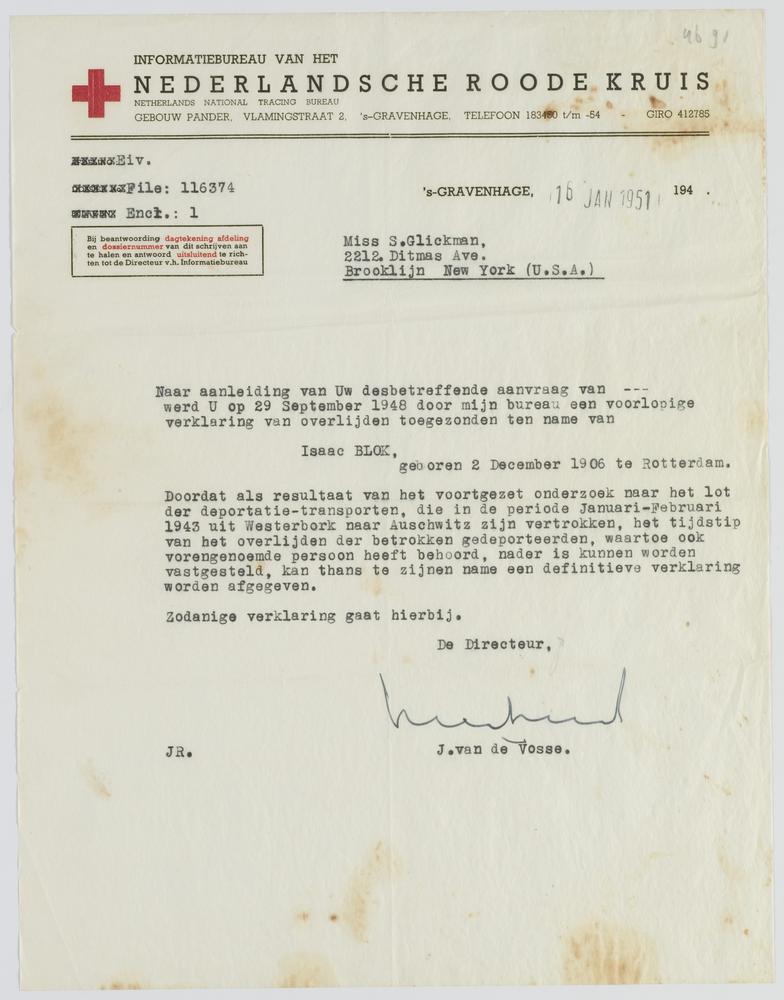 INFORMATIEBUREAU VAN HET
NEDERLANDSCHE ROODE KRUIS
NETHERLANDS NATIONAL TRACING BUREAU
GEBOUW PANDER, VLAMINGSTRAAT 2, 's-GRAVENHAGE, TELEFOON 183450 t/m -54 - GIRO 412785
Eiv.
File: 116374
Encl.: 1
's-GRAVENHAGE, 16 JAN 1951 194 .
Bij beantwoording dagtekening afdeling
en dossiernummer van dit schrijven aan
te halen en antwoord uitsluitend te rich-
ten tot de Directeur v.h. Informatiebureau
Miss S.Glickman,
2212. Ditmas Ave.
Brooklijn New York (U.S.A.)
Naar aanleiding van Uw desbetreffende aanvraag van ---
werd U op 29 September 1948 door mijn bureau een voorlopige
verklaring van overlijden toegezonden ten name van
Isaac BLOK,
geboren 2 December 1906 te Rotterdam.
Doordat als resultaat van het voortgezet onderzoek naar het lot
der deportatie-transporten, die in de periode Januari-Februari
1943 uit Westerbork naar Auschwitz zijn vertrokken, het tijdstip
van het overlijden der betrokken gedeporteerden, waartoe ook
vorengenoemde persoon heeft behoord, nader is kunnen worden
vastgesteld, kan thans te zijnen name een definitieve verklaring
worden afgegeven.
Zodanige verklaring gaat hierbij.
De Directeur,
JR.
J.van de Vosse.